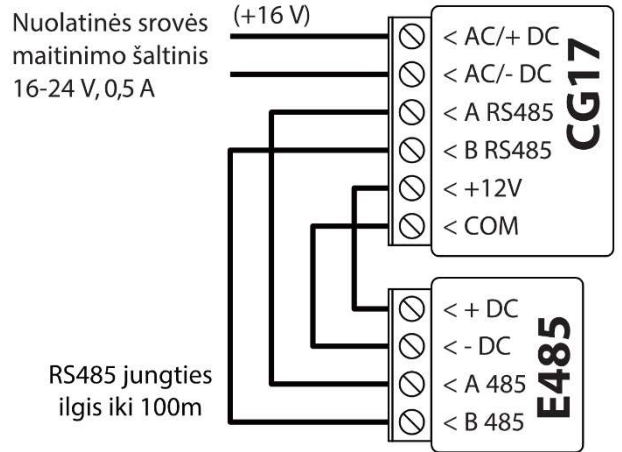 Nuolatinės srovės
maitinimo šaltinis
16-24 V, 0,5 A
(+16 V)
< AC/+ DC
< AC/- DC
< A RS485
< B RS485
< +12V
< COM
CG17
< + DC
< - DC
< A 485
< B 485
E485
RS485 jungties
ilgis iki 100m